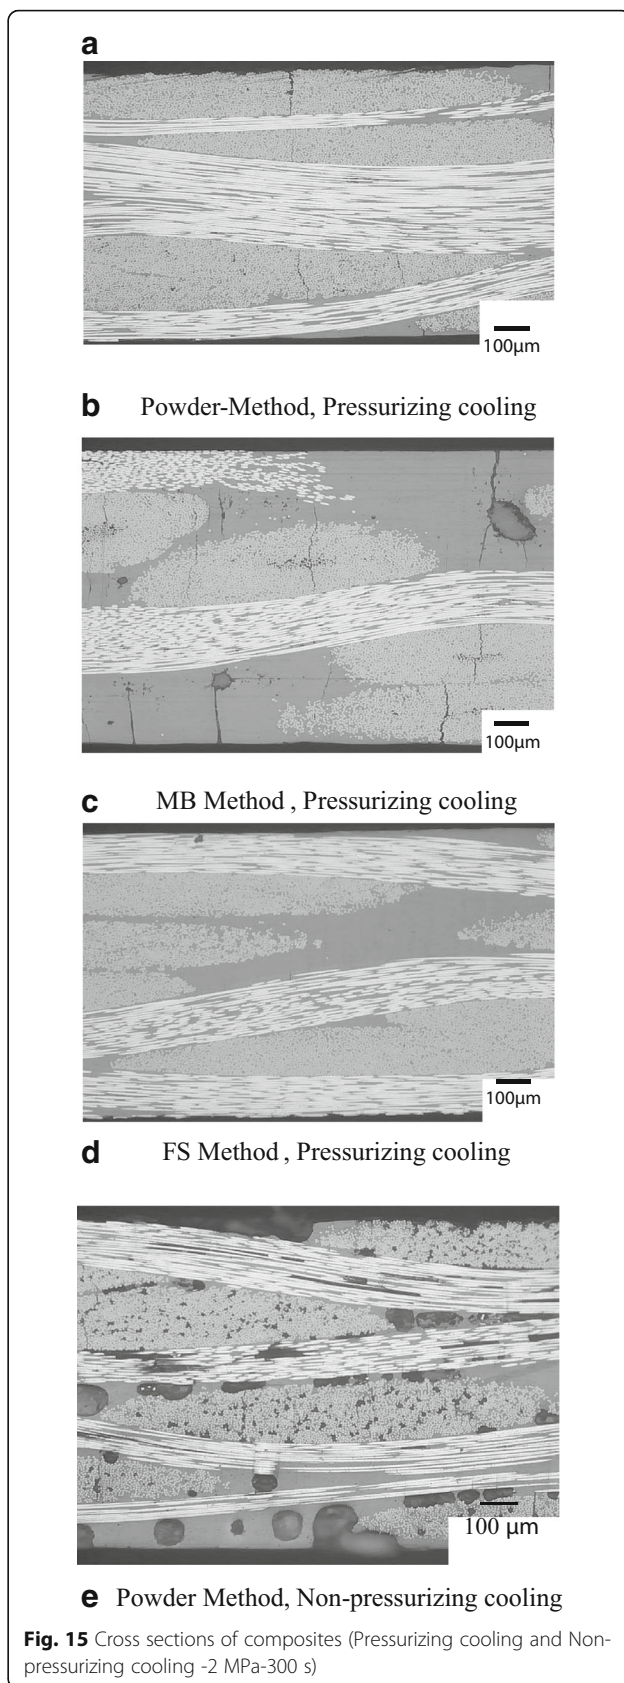 a
100μm
b Powder-Method, Pressurizing cooling
100μm
c MB Method , Pressurizing cooling
100μm
d FS Method , Pressurizing cooling
100 μm
e Powder Method, Non-pressurizing cooling
Fig. 15 Cross sections of composites (Pressurizing cooling and Non-
pressurizing cooling -2 MPa-300 s)